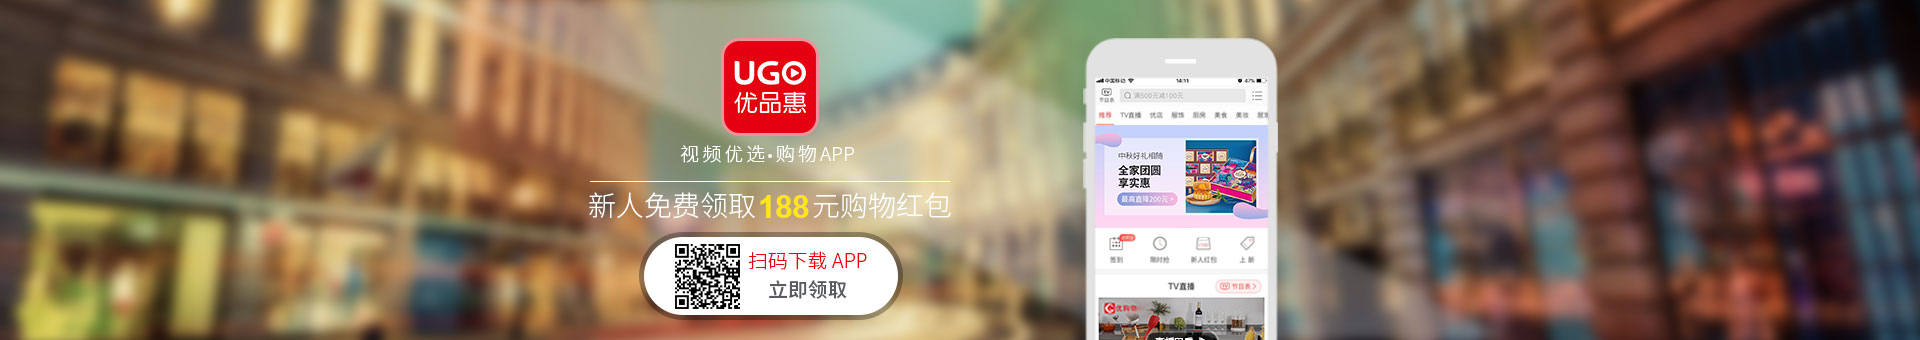 UGO
优品惠
视频优选•购物APP
新人免费领取188元购物红包
扫码下载 APP
立即领取
中国移动
14:11
47%
TV
节目表
满500元减100元
推荐 TV直播 优店 服饰 厨房 美食 美妆
中秋好礼相随
全家团圆
享实惠
最高直降200元 >
签到 限时抢 新人红包 上新
TV直播
TV 节目表 >
优购物